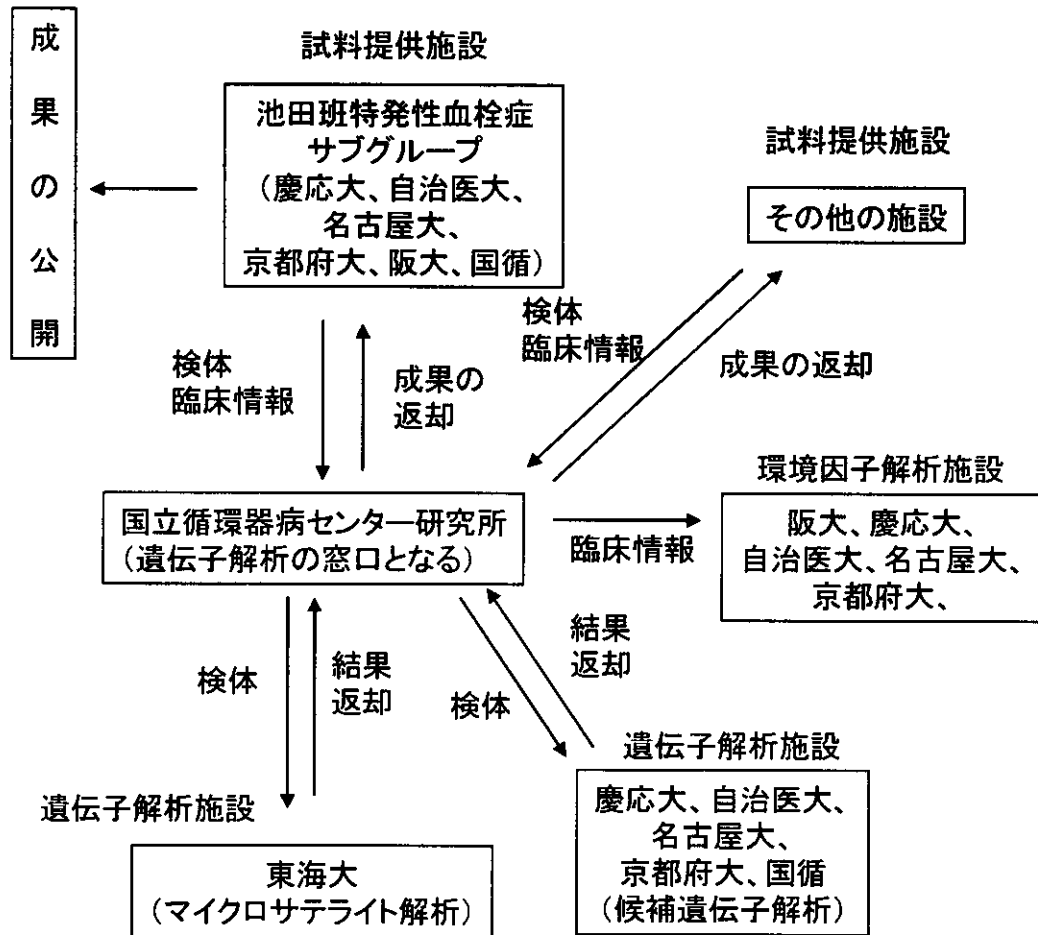 成果の公開
試料提供施設
池田班特発性血栓症
サブグループ
（慶応大、自治医大、
名古屋大、
京都府大、阪大、国循）
試料提供施設
その他の施設
検体
臨床情報
成果の
返却
検体
臨床情報
成果の返却
国立循環器病センター研究所
（遺伝子解析の窓口となる）
臨床情報
環境因子解析施設
阪大、慶応大、
自治医大、名古屋大、
京都府大、
検体
結果
返却
検体
結果
返却
遺伝子解析施設
東海大
（マイクロサテライト解析）
遺伝子解析施設
慶応大、自治医大、
名古屋大、
京都府大、国循
（候補遺伝子解析）